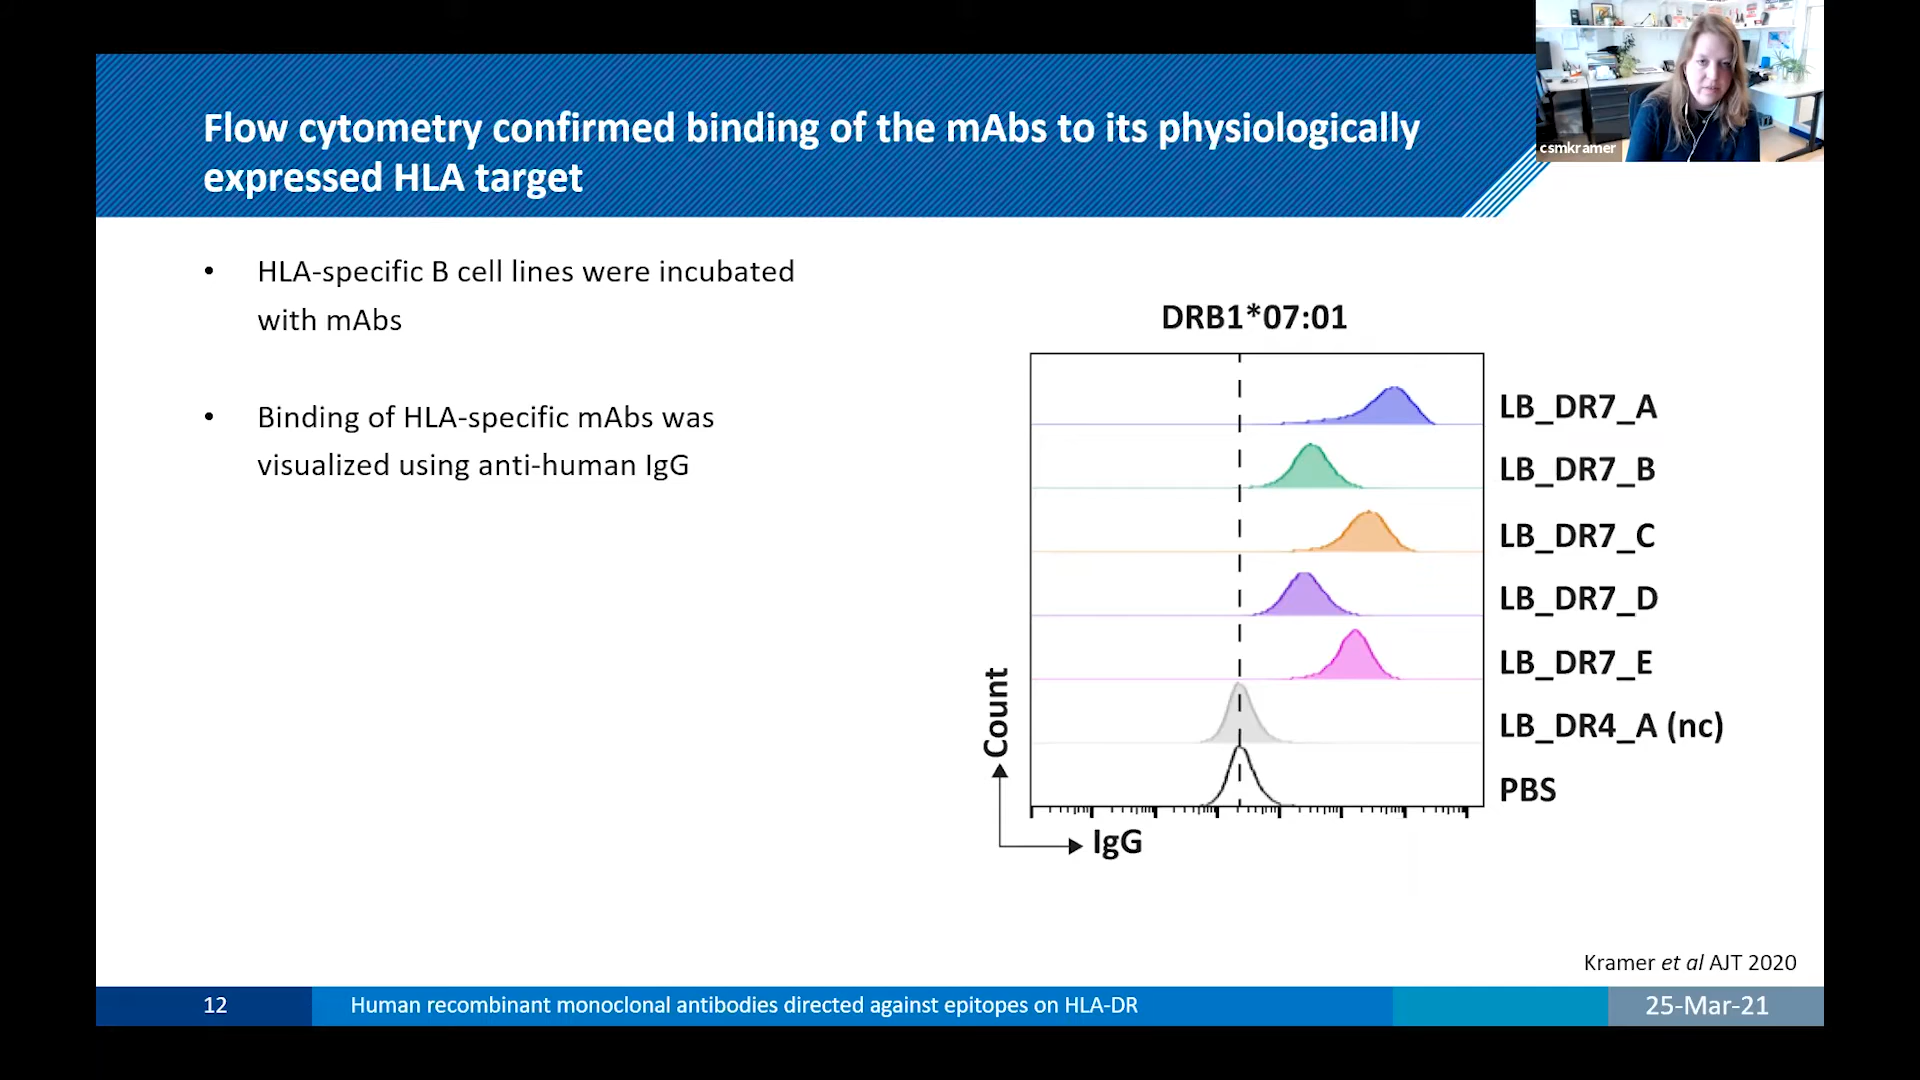 csmkramer
Flow cytometry confirmed binding of the mAbs to its physiologically
expressed HLA target
• HLA-specific B cell lines were incubated
with mAbs
• Binding of HLA-specific mAbs was
visualized using anti-human IgG
DRB1*07:01
LB_DR7_A
LB_DR7_B
LB_DR7_C
LB_DR7_D
LB_DR7_E
LB_DR4_A (nc)
PBS
Count
IgG
Kramer et al AJT 2020
12
Human recombinant monoclonal antibodies directed against epitopes on HLA-DR
25-Mar-21